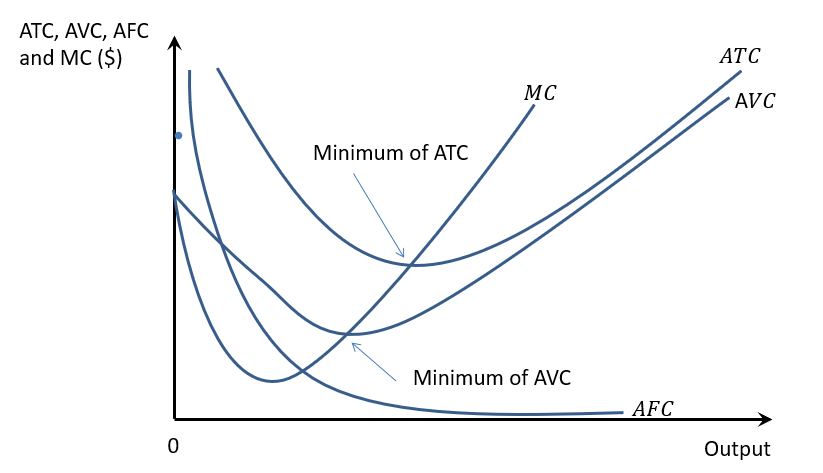 ATC, AVC, AFC
and MC ($)
ATC
MC
AVC
Minimum of ATC
Minimum of AVC
AFC
0
Output